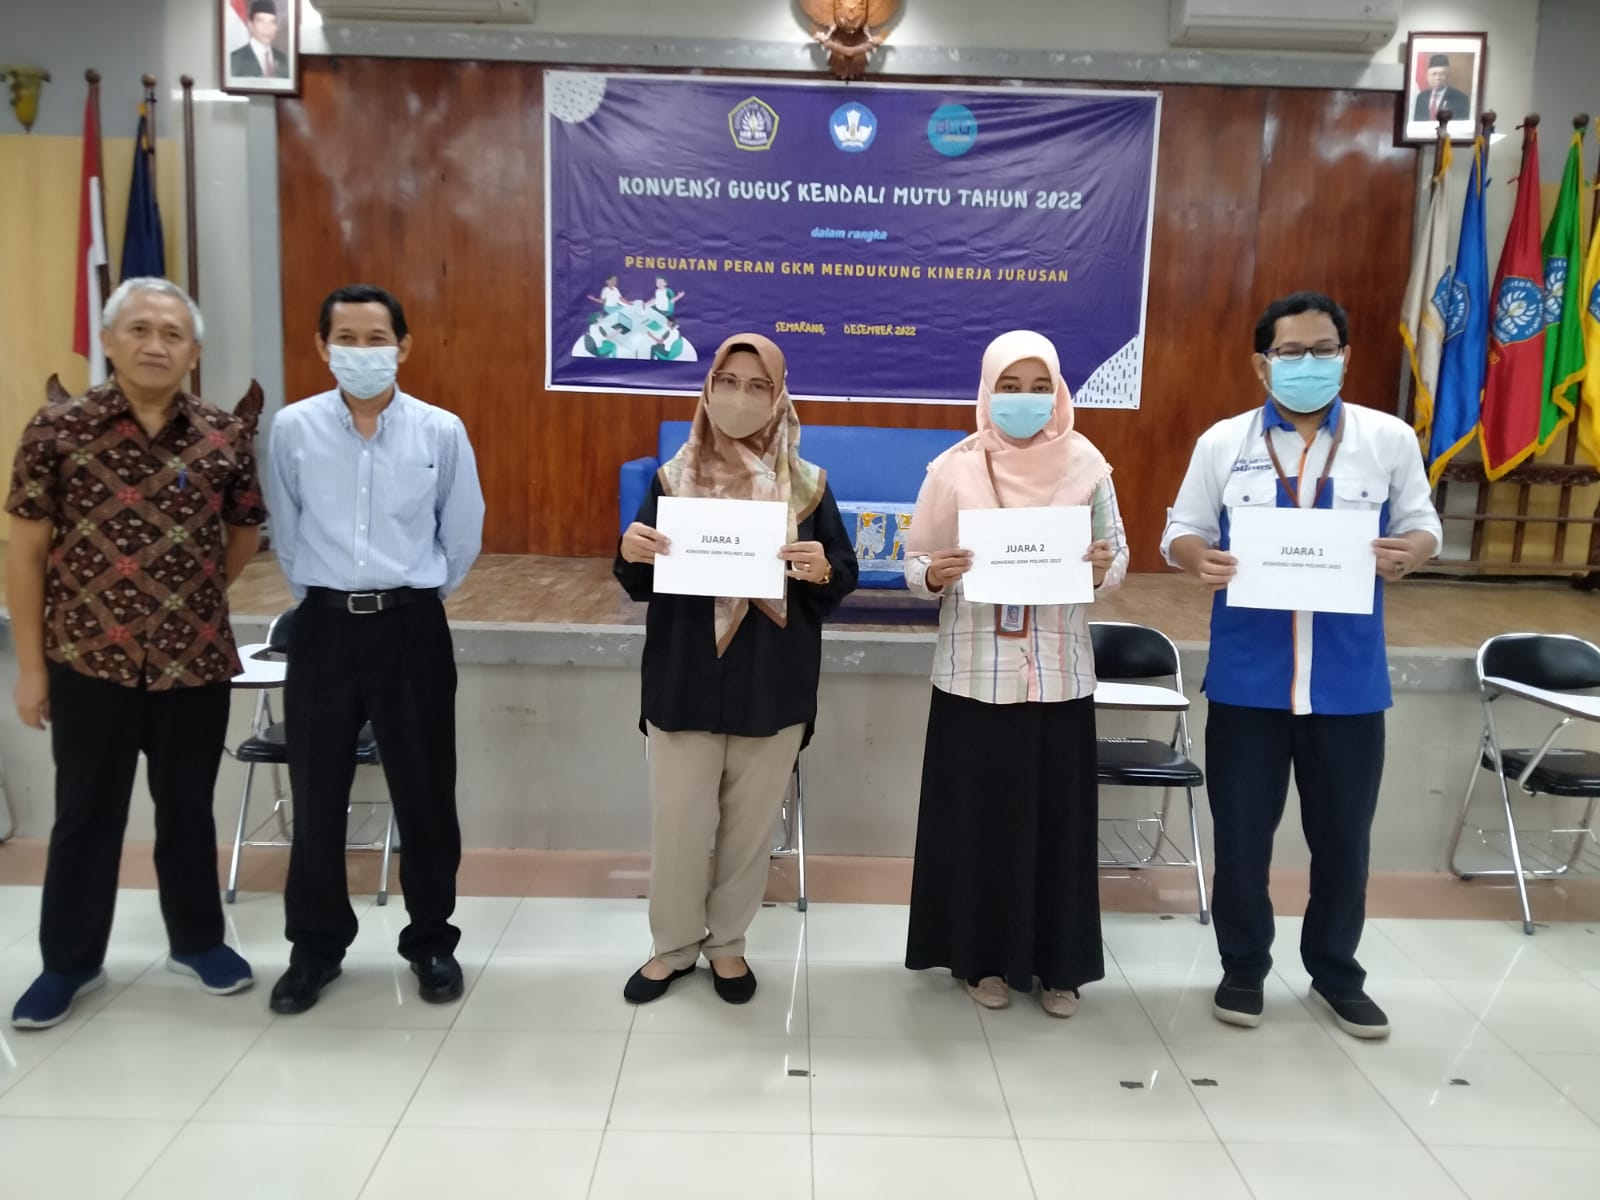 KONVENSI GUGUS KENDALI MUTU TAHUN 2022
dalam rangka
PENGUATAN PERAN GKM MENDUKUNG KINERJA JURUSAN
SEMARANG, DESEMBER 2022
JUARA 3
KONVENSI GKM POLINES 2022
JUARA 2
KONVENSI GKM POLINES 2022
JUARA 1
KONVENSI GKM POLINES 2022